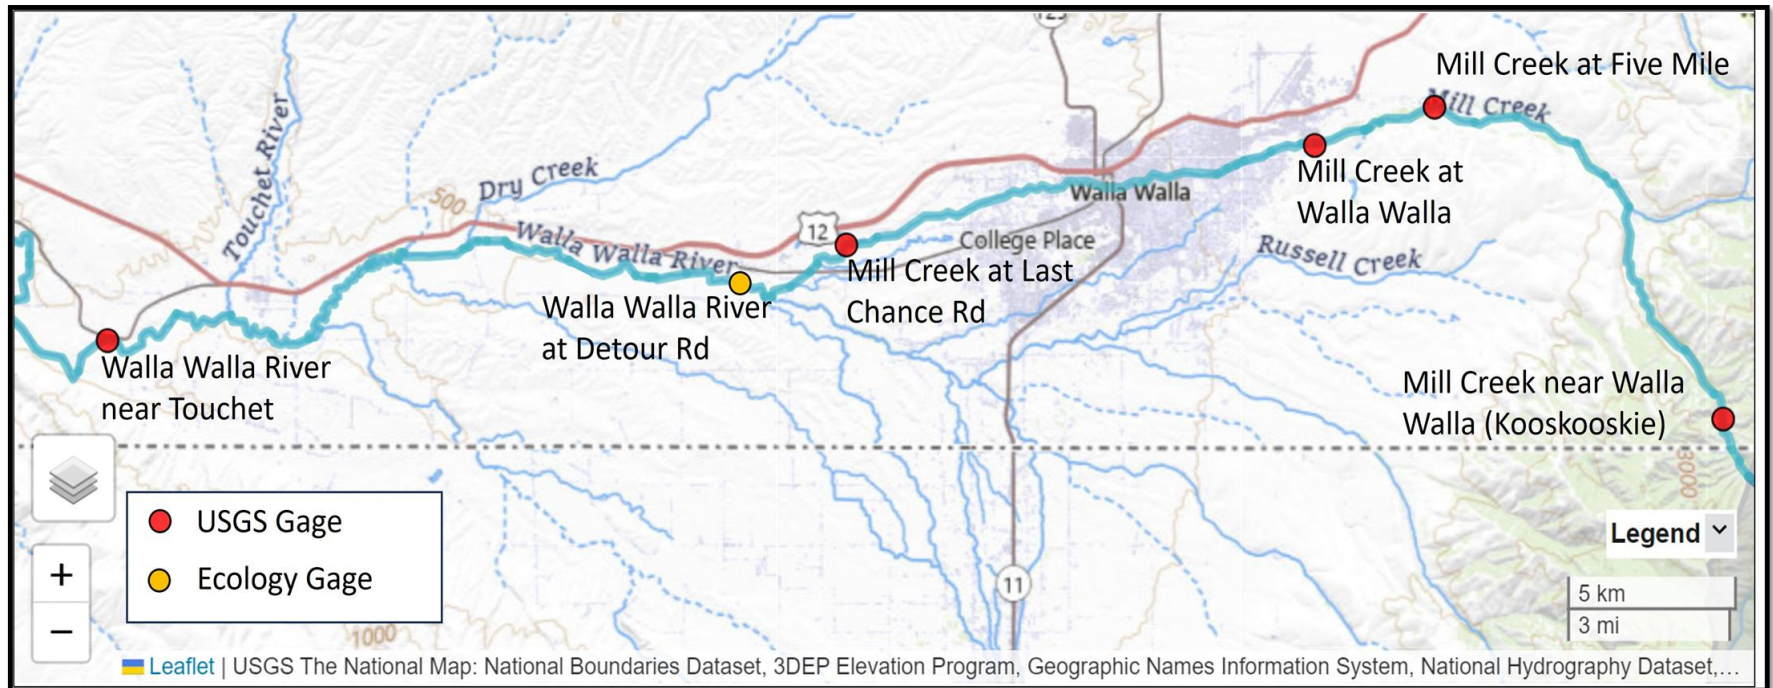 125
Mill Creek at Five Mile
Mill Creek
Touchet River
Dry Creek
500
Mill Creek at
Walla Walla
Walla Walla
12
Walla Walla River
College Place
Russell Creek
Mill Creek at Last
Chance Rd
Walla Walla River
at Detour Rd
Walla Walla River
near Touchet
Mill Creek near Walla
Walla (Kooskooskie)
3000
USGS Gage
Ecology Gage
Legend
11
+
−
5 km
3 mi
1000
Leaflet | USGS The National Map: National Boundaries Dataset, 3DEP Elevation Program, Geographic Names Information System, National Hydrography Dataset,…